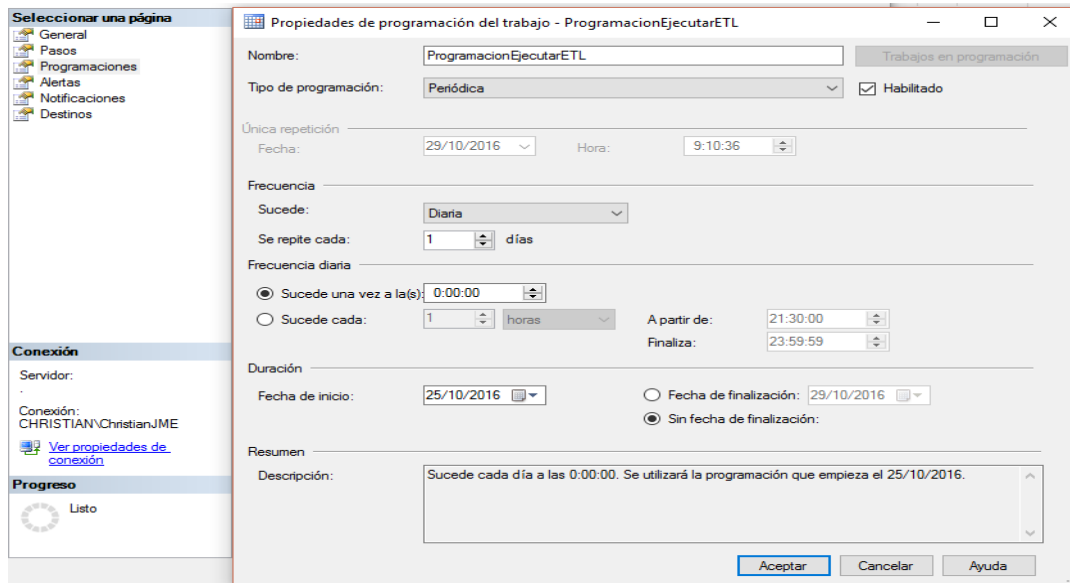 Seleccionar una página
General
Pasos
Programaciones
Alertas
Notificaciones
Destinos
Conexión
Servidor:
.
Conexión:
CHRISTIAN\ChristianJME
Ver propiedades de
conexión
Progreso
Listo
Propiedades de programación del trabajo - ProgramacionEjecutarETL
Nombre: ProgramacionEjecutarETL Trabajos en programación
Tipo de programación: Periódica Habilitado
Única repetición
Fecha: 29/10/2016 Hora: 9:10:36
Frecuencia
Sucede: Diaria
Se repite cada: 1 días
Frecuencia diaria
Sucede una vez a la(s): 0:00:00
Sucede cada: 1 horas A partir de: 21:30:00
Finaliza: 23:59:59
Duración
Fecha de inicio: 25/10/2016 Fecha de finalización: 29/10/2016
Sin fecha de finalización:
Resumen
Descripción: Sucede cada día a las 0:00:00. Se utilizará la programación que empieza el 25/10/2016.
Aceptar Cancelar Ayuda